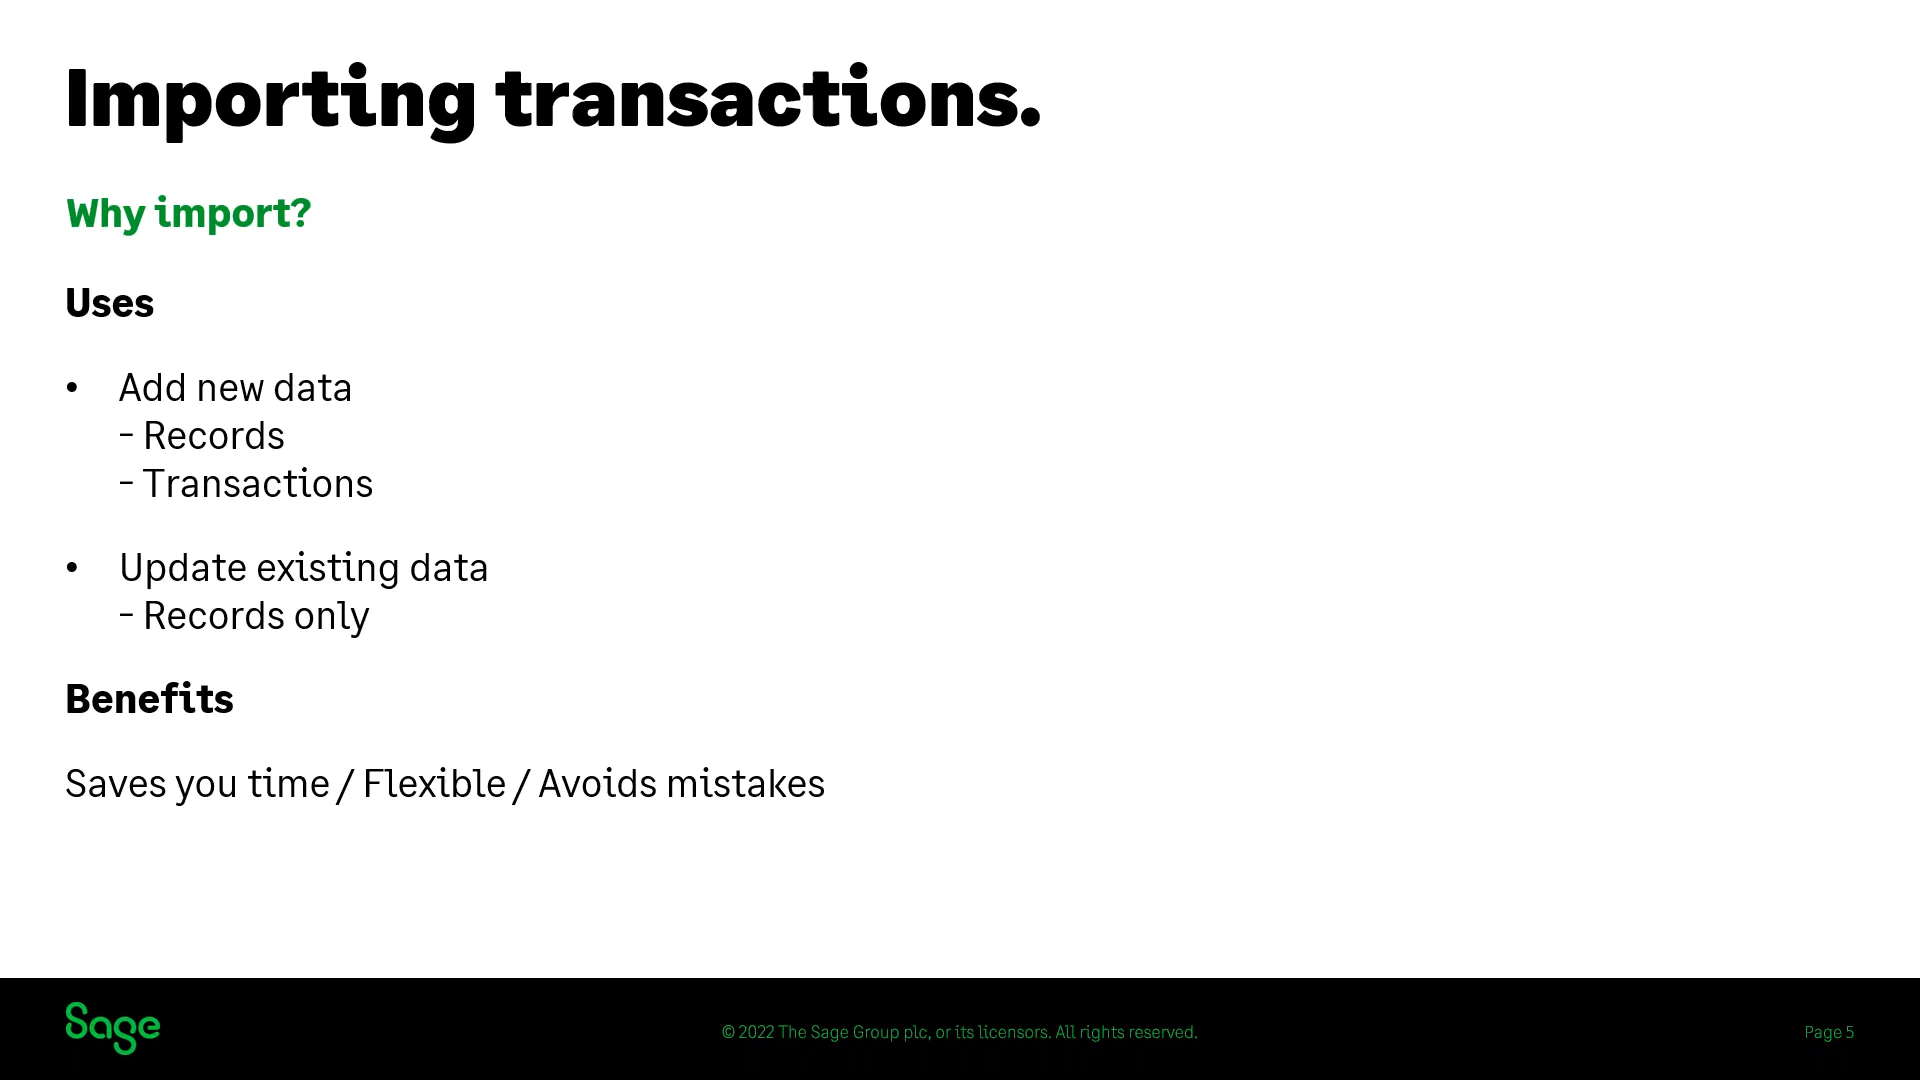 Importing transactions.
Why import?
Uses
• Add new data
- Records
- Transactions
• Update existing data
- Records only
Benefits
Saves you time / Flexible / Avoids mistakes
Sage
© 2022 The Sage Group plc, or its licensors. All rights reserved.
Page 5